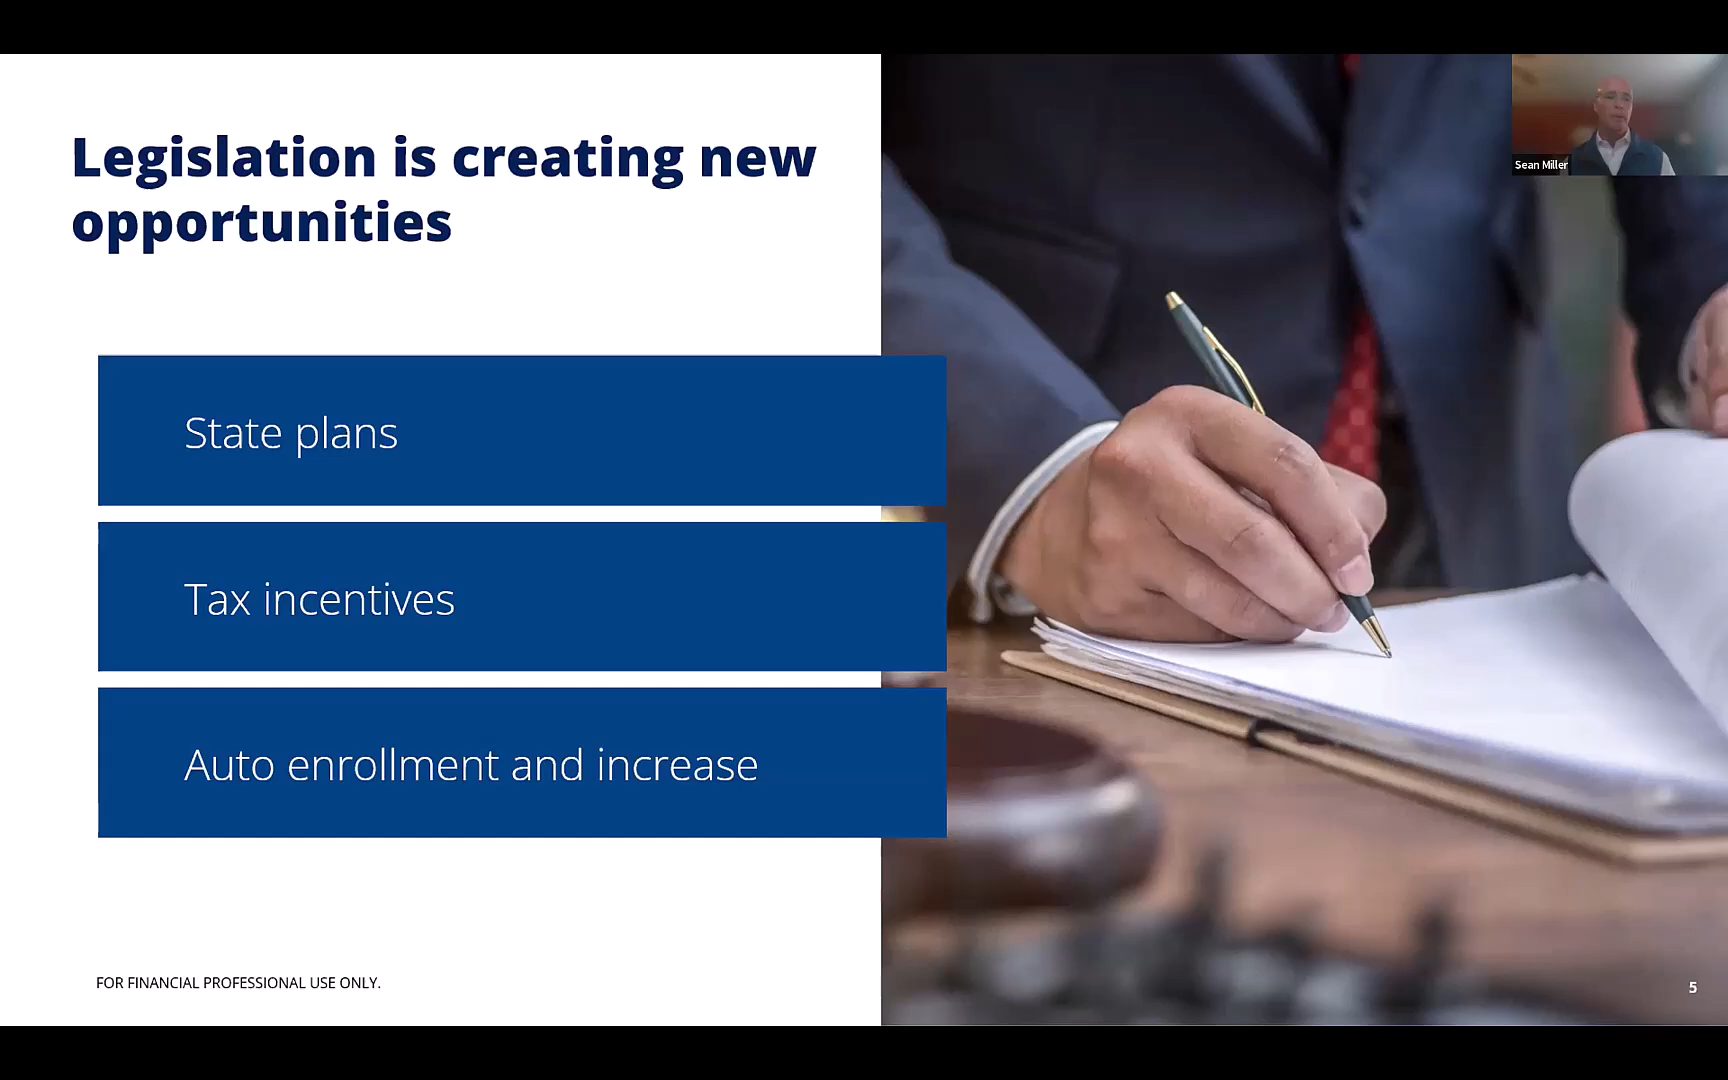 Legislation is creating new
opportunities
Sean Miller
State plans
Tax incentives
Auto enrollment and increase
FOR FINANCIAL PROFESSIONAL USE ONLY.
5